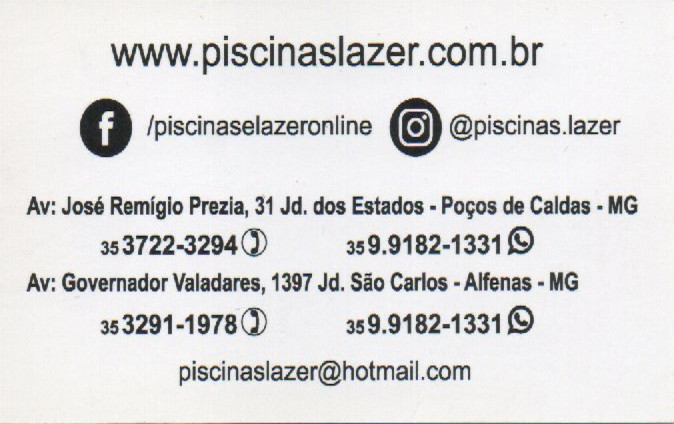 www.piscinaslazer.com.br
/piscinaselazeronline @piscinas.lazer
Av: José Remígio Prezia, 31 Jd. dos Estados - Poços de Caldas - MG
35 3722-3294 35 9.9182-1331
Av: Governador Valadares, 1397 Jd. São Carlos - Alfenas - MG
35 3291-1978 35 9.9182-1331
piscinaslazer@hotmail.com